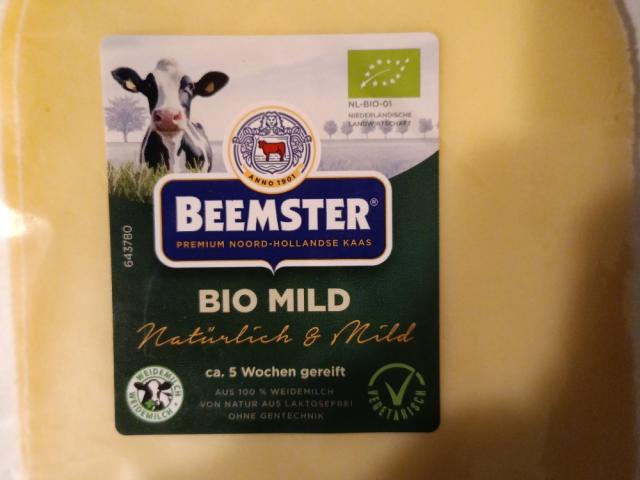 NL-BIO-01
NIEDERLÄNDISCHE
LANDWIRTSCHAFT
ANNO 1901
BEEMSTER®
PREMIUM NOORD-HOLLANDSE KAAS
643780
BIO MILD
Natürlich & Mild
ca. 5 Wochen gereift
AUS 100 % WEIDEMILCH
VON NATUR AUS LAKTOSEFREI
OHNE GENTECHNIK
WEIDEMILCH
WEIDEMILCH
VEGETARISCH